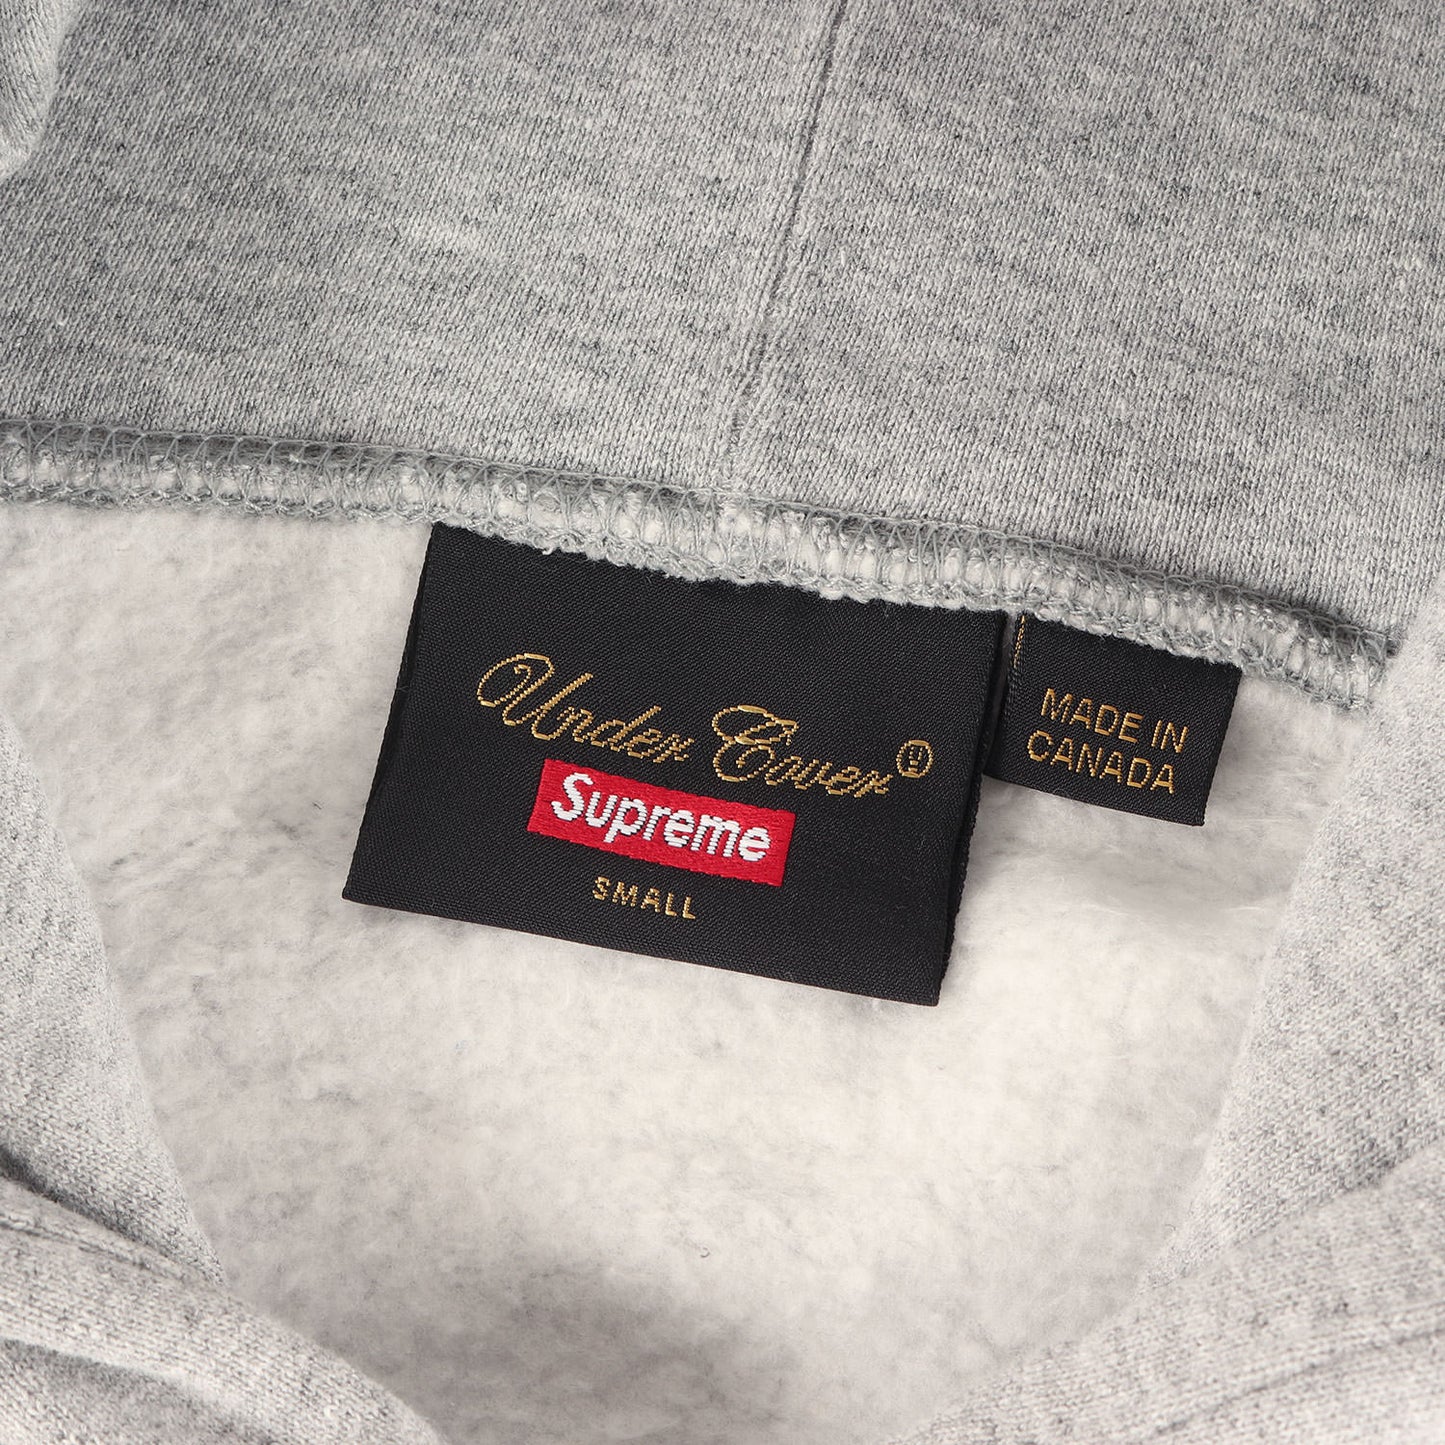 Under Cover
Supreme
SMALL
MADE IN
CANADA